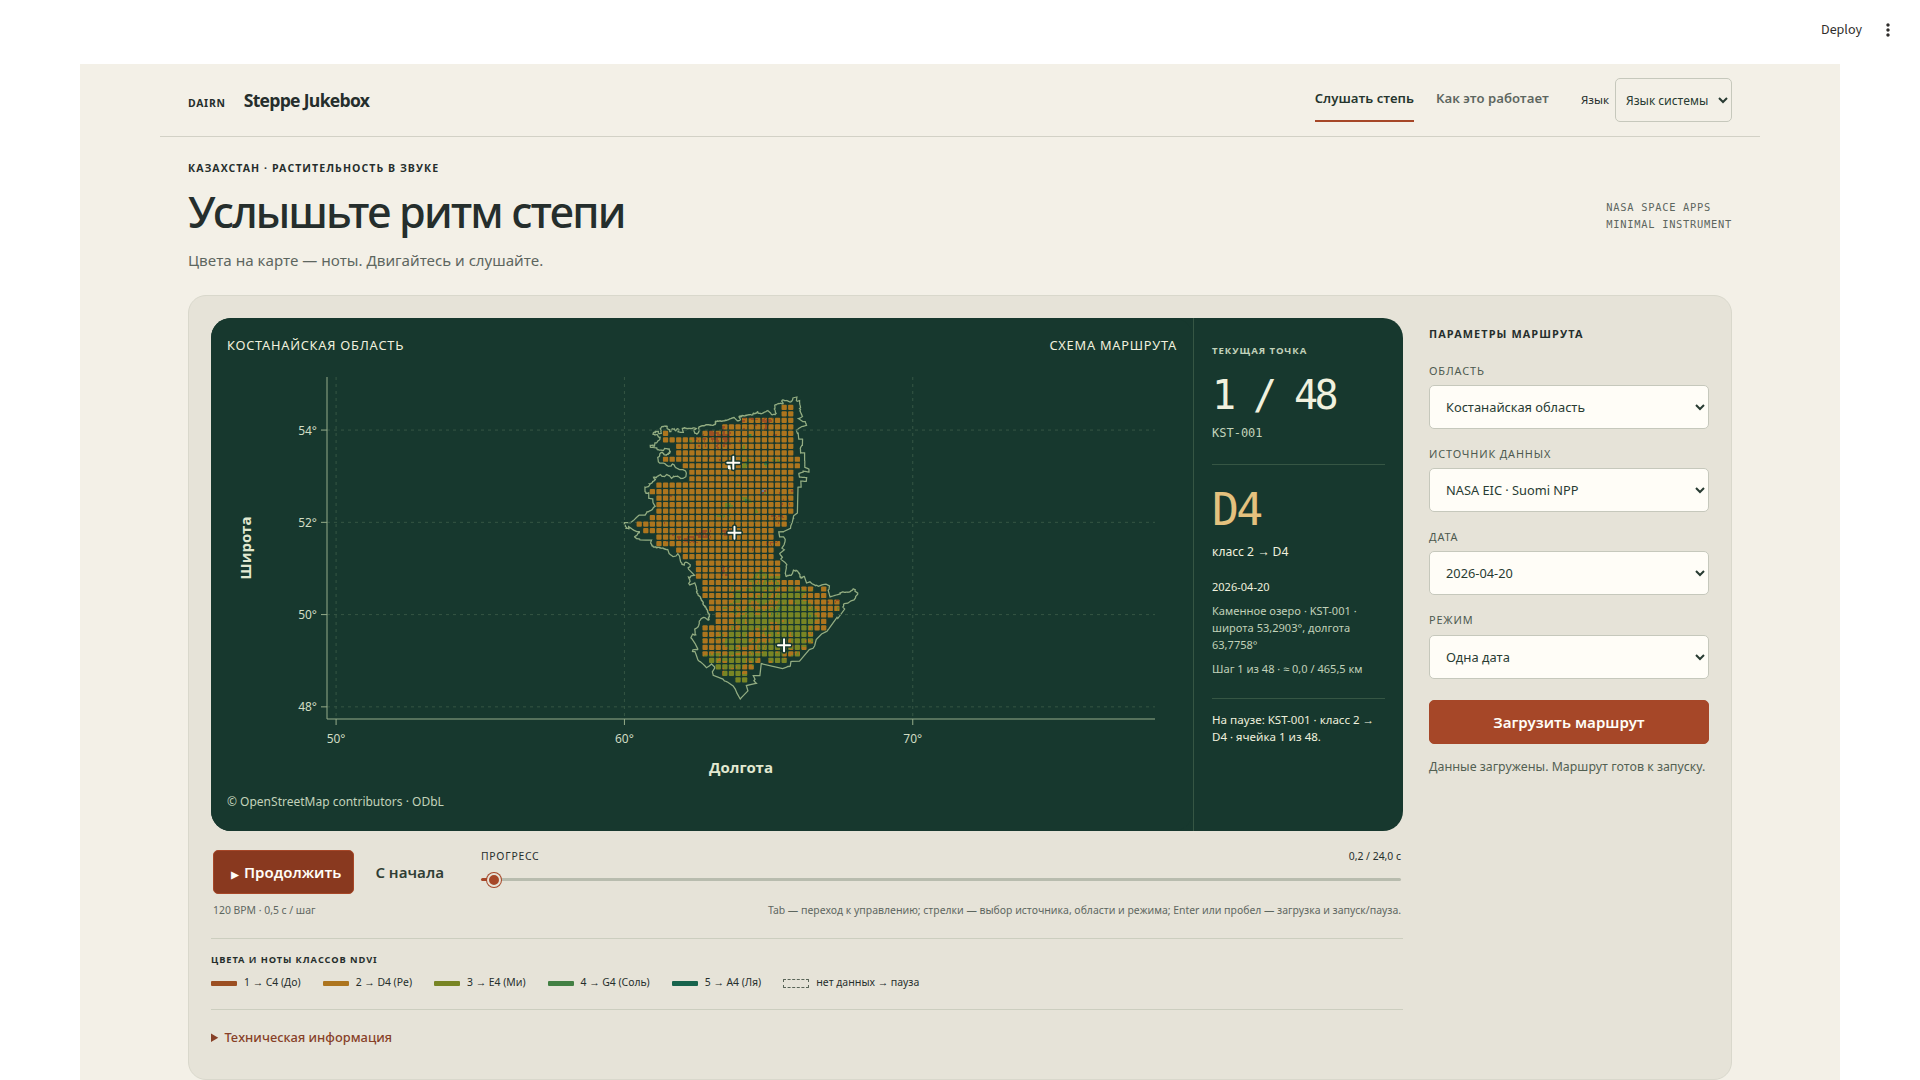 Deploy
DAIRN Steppe Jukebox
Слушать степь Как это работает Язык Язык системы
КАЗАХСТАН · РАСТИТЕЛЬНОСТЬ В ЗВУКЕ
Услышьте ритм степи
NASA SPACE APPS
MINIMAL INSTRUMENT
Цвета на карте — ноты. Двигайтесь и слушайте.
КОСТАНАЙСКАЯ ОБЛАСТЬ СХЕМА МАРШРУТА
54°
52°
50°
48°
Широта
50° 60° 70°
Долгота
© OpenStreetMap contributors · ODbL
ТЕКУЩАЯ ТОЧКА
1 / 48
KST-001
D4
класс 2 → D4
2026-04-20
Каменное озеро · KST-001 ·
широта 53,2903°, долгота
63,7758°
Шаг 1 из 48 · ≈ 0,0 / 465,5 км
На паузе: KST-001 · класс 2 →
D4 · ячейка 1 из 48.
ПАРАМЕТРЫ МАРШРУТА
ОБЛАСТЬ
Костанайская область
ИСТОЧНИК ДАННЫХ
NASA EIC · Suomi NPP
ДАТА
2026-04-20
РЕЖИМ
Одна дата
Загрузить маршрут
Данные загружены. Маршрут готов к запуску.
▶ Продолжить С начала
ПРОГРЕСС 0,2 / 24,0 с
120 BPM · 0,5 с / шаг
Tab — переход к управлению; стрелки — выбор источника, области и режима; Enter или пробел — загрузка и запуск/пауза.
ЦВЕТА И НОТЫ КЛАССОВ NDVI
1 → C4 (До) 2 → D4 (Ре) 3 → E4 (Ми) 4 → G4 (Соль) 5 → A4 (Ля) нет данных → пауза
▶ Техническая информация